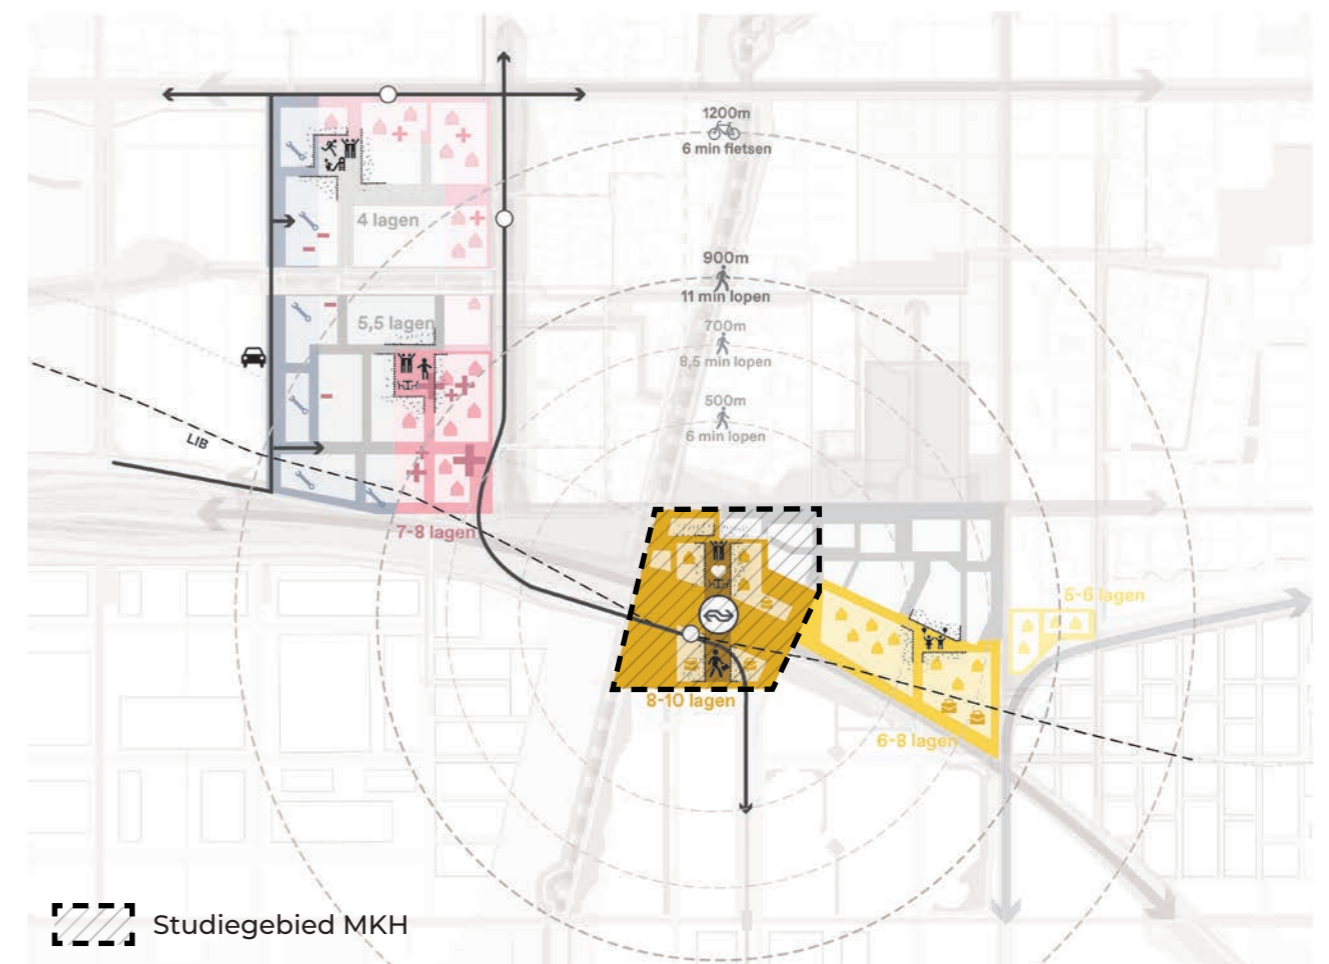 1200m
6 min fietsen
4 lagen
900m
11 min lopen
5,5 lagen
700m
8,5 min lopen
500m
6 min lopen
LIB
7-8 lagen
5-6 lagen
8-10 lagen
6-8 lagen
Studiegebied MKH